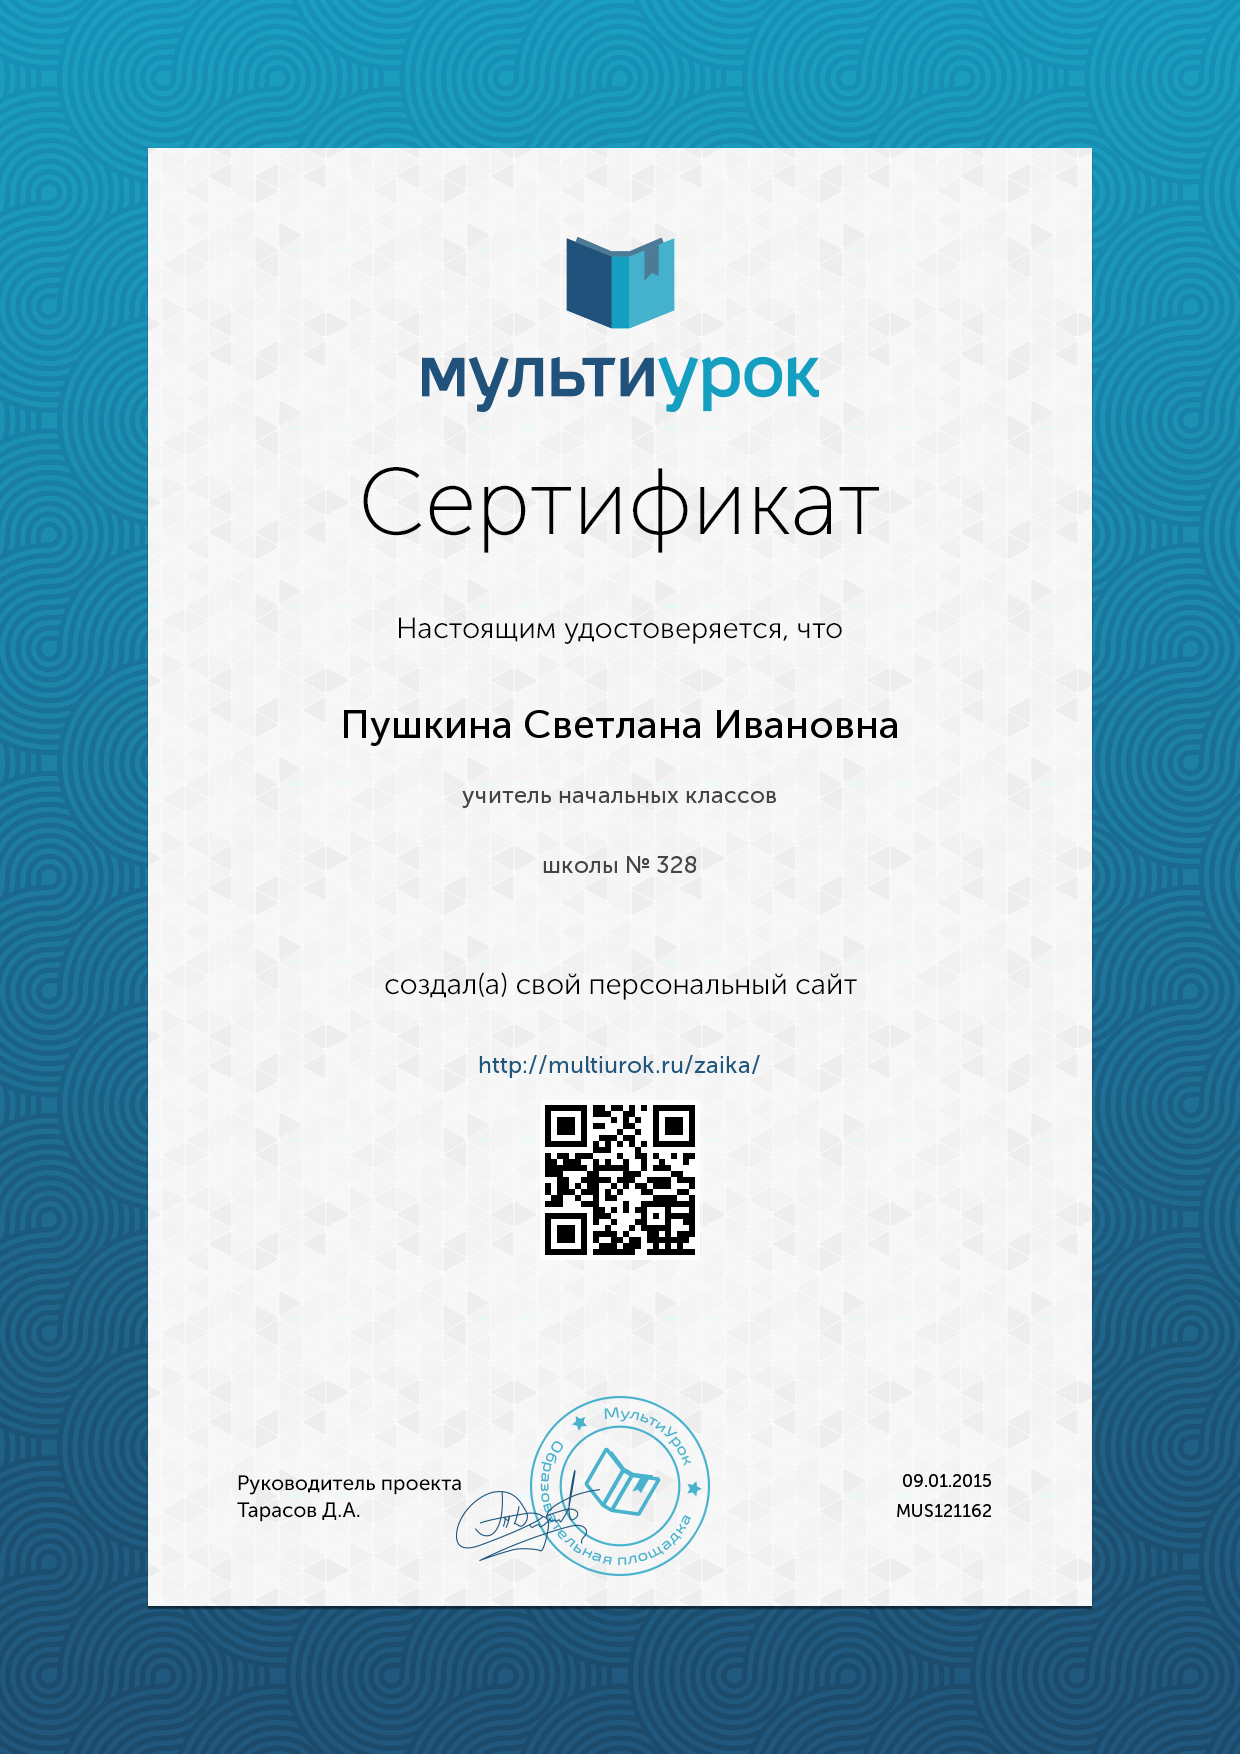 мультиурок
Сертификат
Настоящим удостоверяется, что
Пушкина Светлана Ивановна
учитель начальных классов
школы № 328
создал(а) свой персональный сайт
http://multiurok.ru/zaika/
МультиУрок
Образовательная площадка
Руководитель проекта
Тарасов Д.А.
09.01.2015
MUS121162